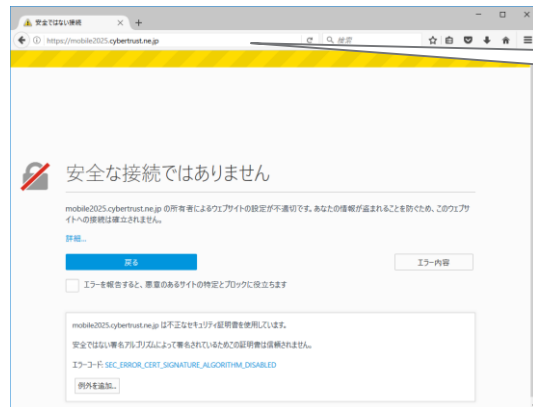 安全ではない接続
https://mobile2025.cybertrust.ne.jp
検索
安全な接続ではありません
mobile2025.cybertrust.ne.jp の所有者によるウェブサイトの設定が不適切です。あなたの情報が盗まれることを防ぐため、このウェブサ
イトへの接続は確立されません。
詳細...
戻る
エラー内容
エラーを報告すると、悪意のあるサイトの特定とブロックに役立ちます
mobile2025.cybertrust.ne.jp は不正なセキュリティ証明書を使用しています。
安全ではない署名アルゴリズムによって署名されているためこの証明書は信頼されません。
エラーコード: SEC_ERROR_CERT_SIGNATURE_ALGORITHM_DISABLED
例外を追加...